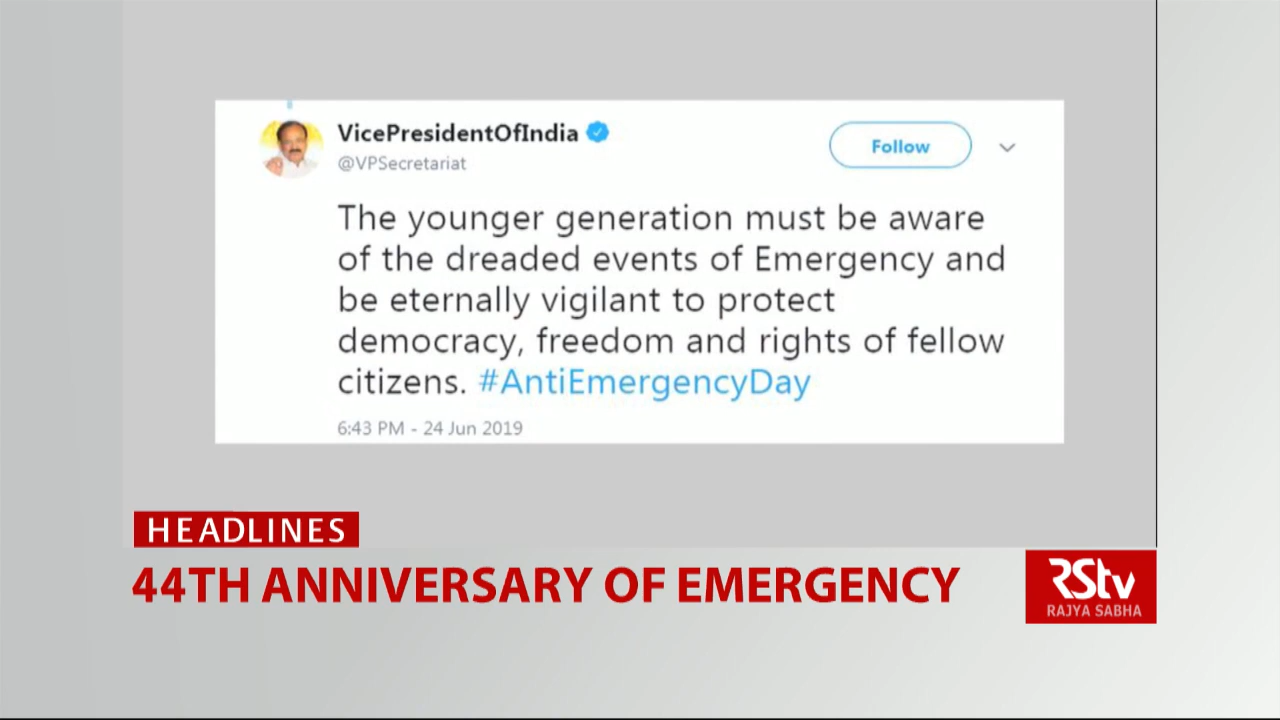 VicePresidentOfIndia
@VPSecretariat
Follow
The younger generation must be aware
of the dreaded events of Emergency and
be eternally vigilant to protect
democracy, freedom and rights of fellow
citizens. #AntiEmergencyDay
6:43 PM - 24 Jun 2019
HEADLINES
44TH ANNIVERSARY OF EMERGENCY
RStv
RAJYA SABHA